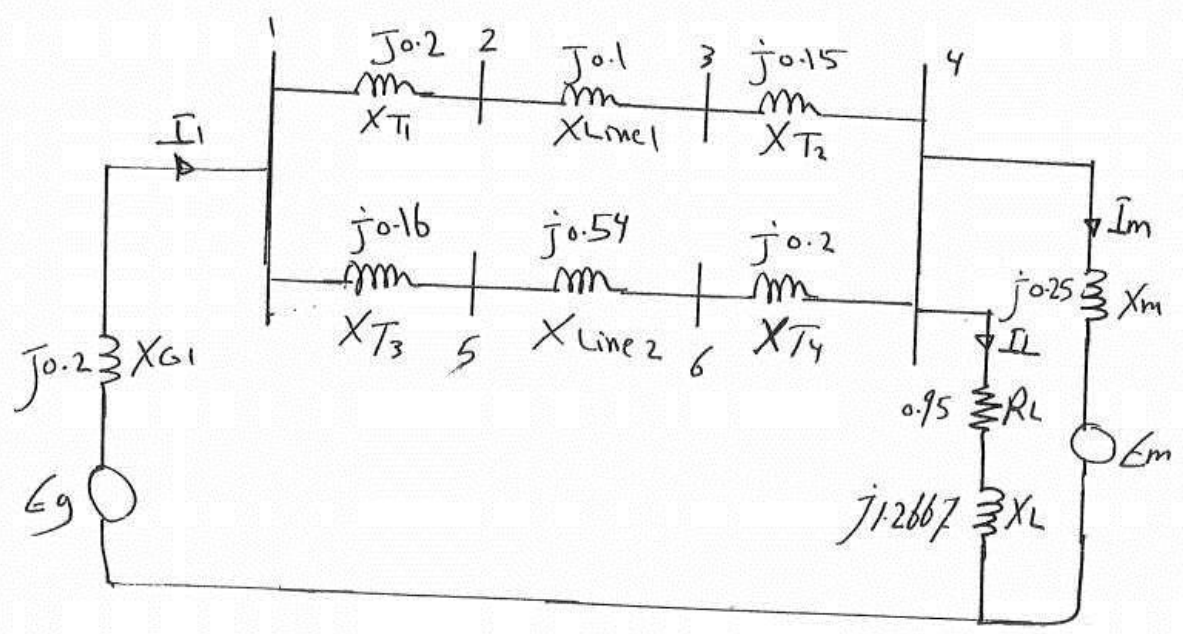 1
J0.2
2
J0.1
3
j0.15
4
XT1
XLine1
XT2
I1
j0.16
j0.54
j0.2
Im
j0.25
Xm
XT3
5
XLine2
6
XT4
IL
J0.2
XG1
0.95
RL
Eg
Em
j1.2667
XL